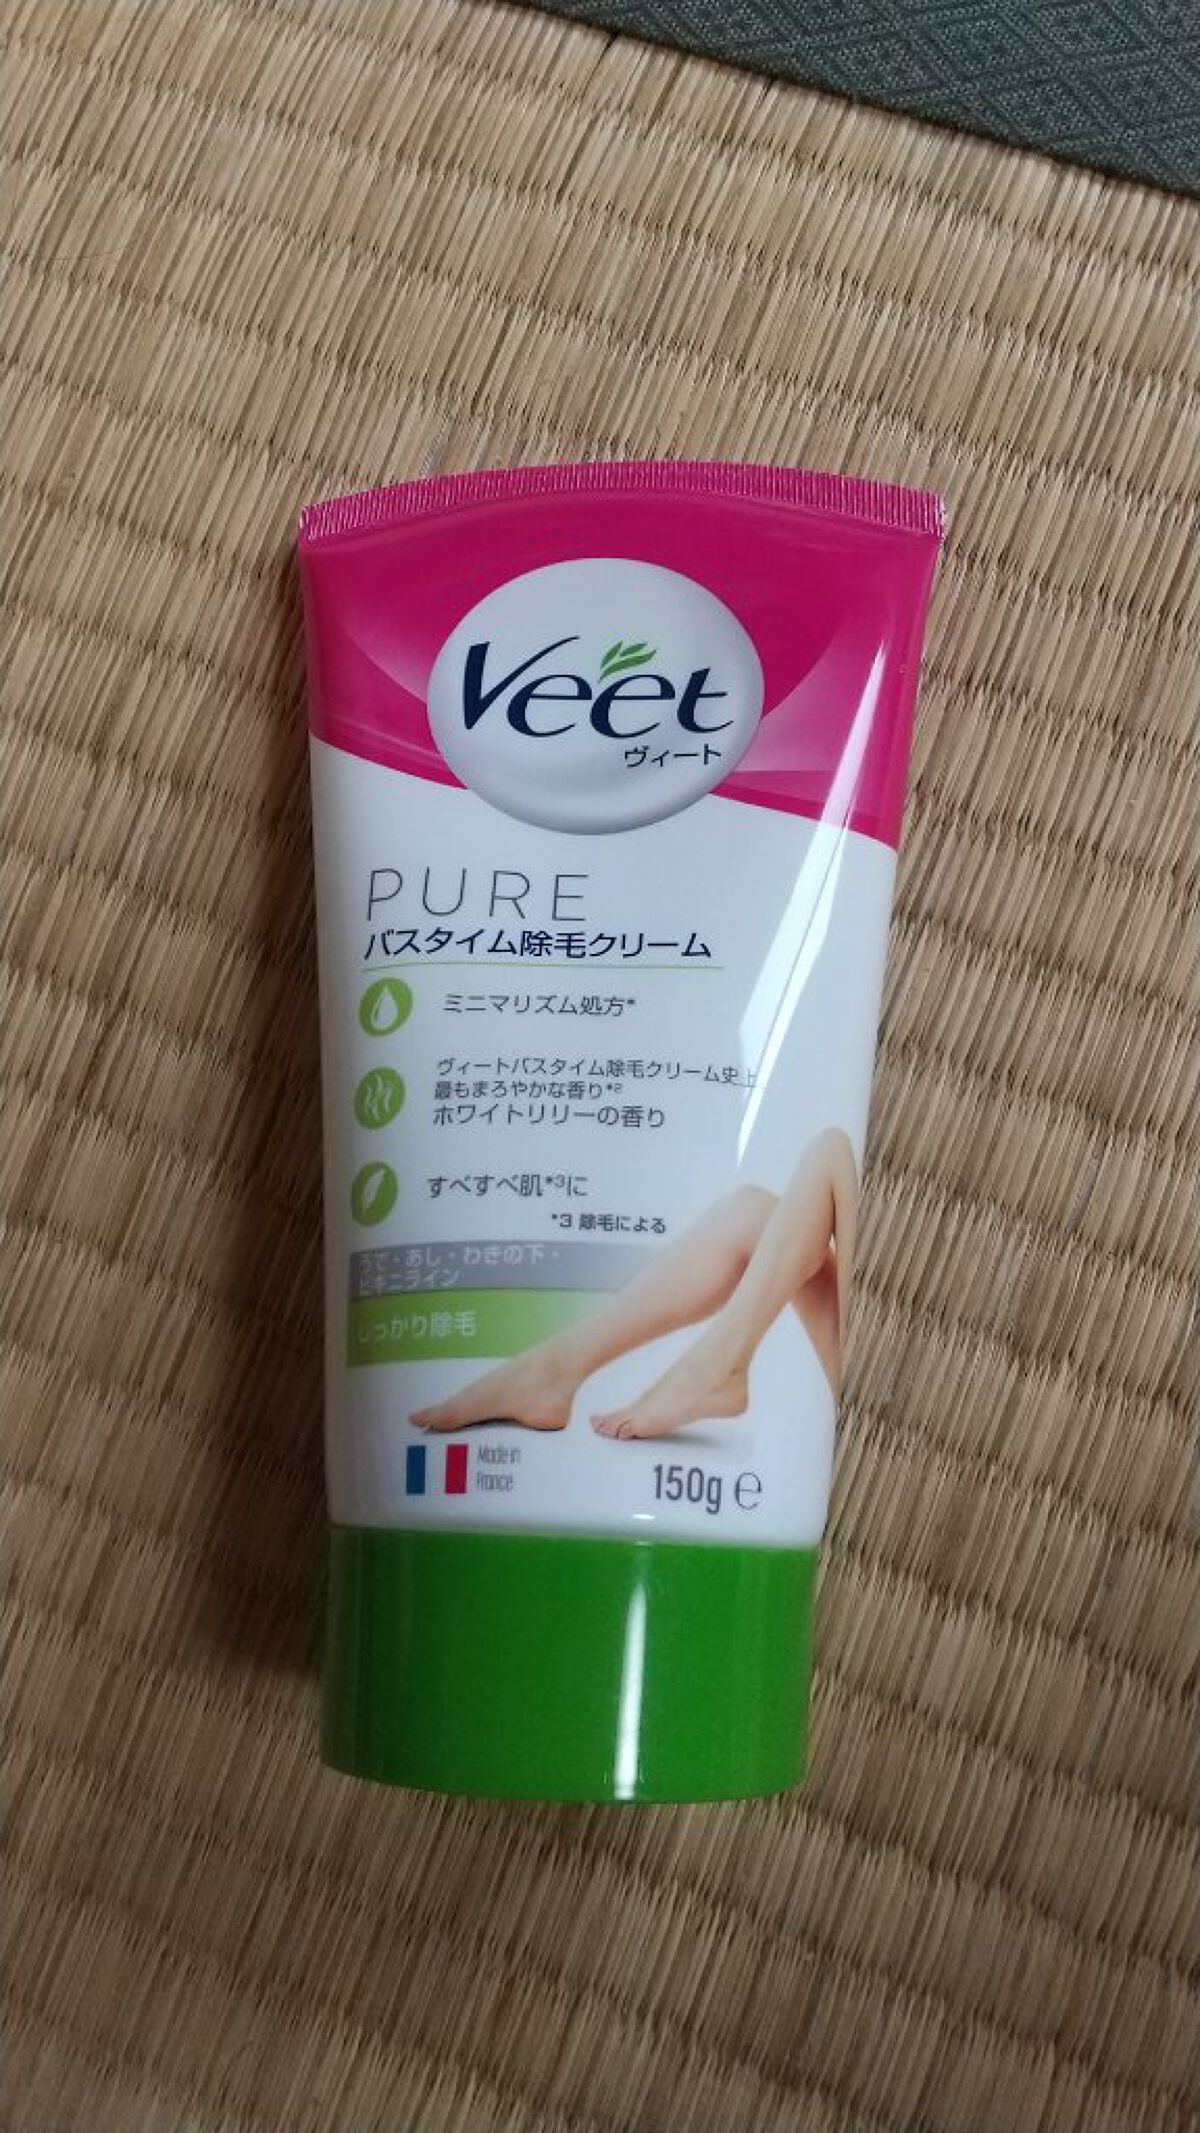 Veet
ヴィート
PURE
バスタイム除毛クリーム
ミニマリズム処方*
ヴィートバスタイム除毛クリーム史上
最もまろやかな香り*2
ホワイトリリーの香り
すべすべ肌*3に
*3 除毛による
うで・あし・わきの下・
ビキニライン
しっかり除毛
Made in
France
150g ℮